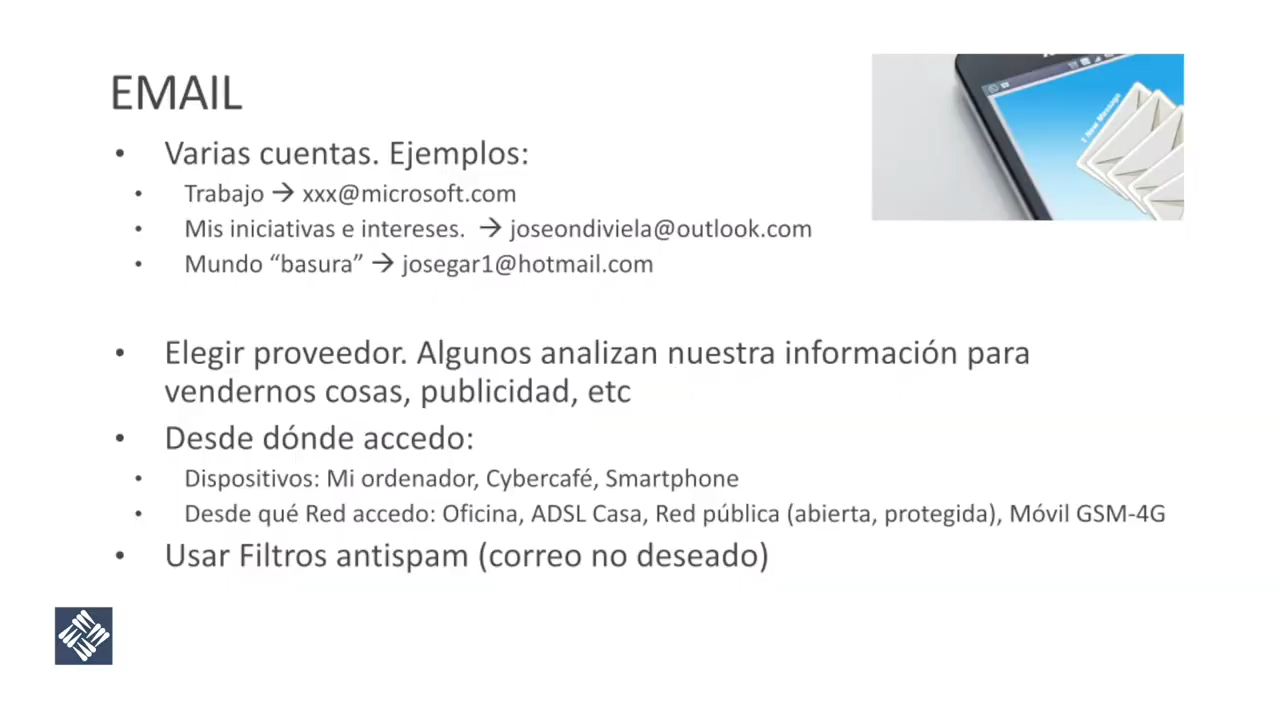 EMAIL
• Varias cuentas. Ejemplos:
• Trabajo → xxx@microsoft.com
• Mis iniciativas e intereses. → joseondiviela@outlook.com
• Mundo “basura” → josegar1@hotmail.com
• Elegir proveedor. Algunos analizan nuestra información para
vendernos cosas, publicidad, etc
• Desde dónde accedo:
• Dispositivos: Mi ordenador, Cybercafé, Smartphone
• Desde qué Red accedo: Oficina, ADSL Casa, Red pública (abierta, protegida), Móvil GSM-4G
• Usar Filtros antispam (correo no deseado)
1 New Message